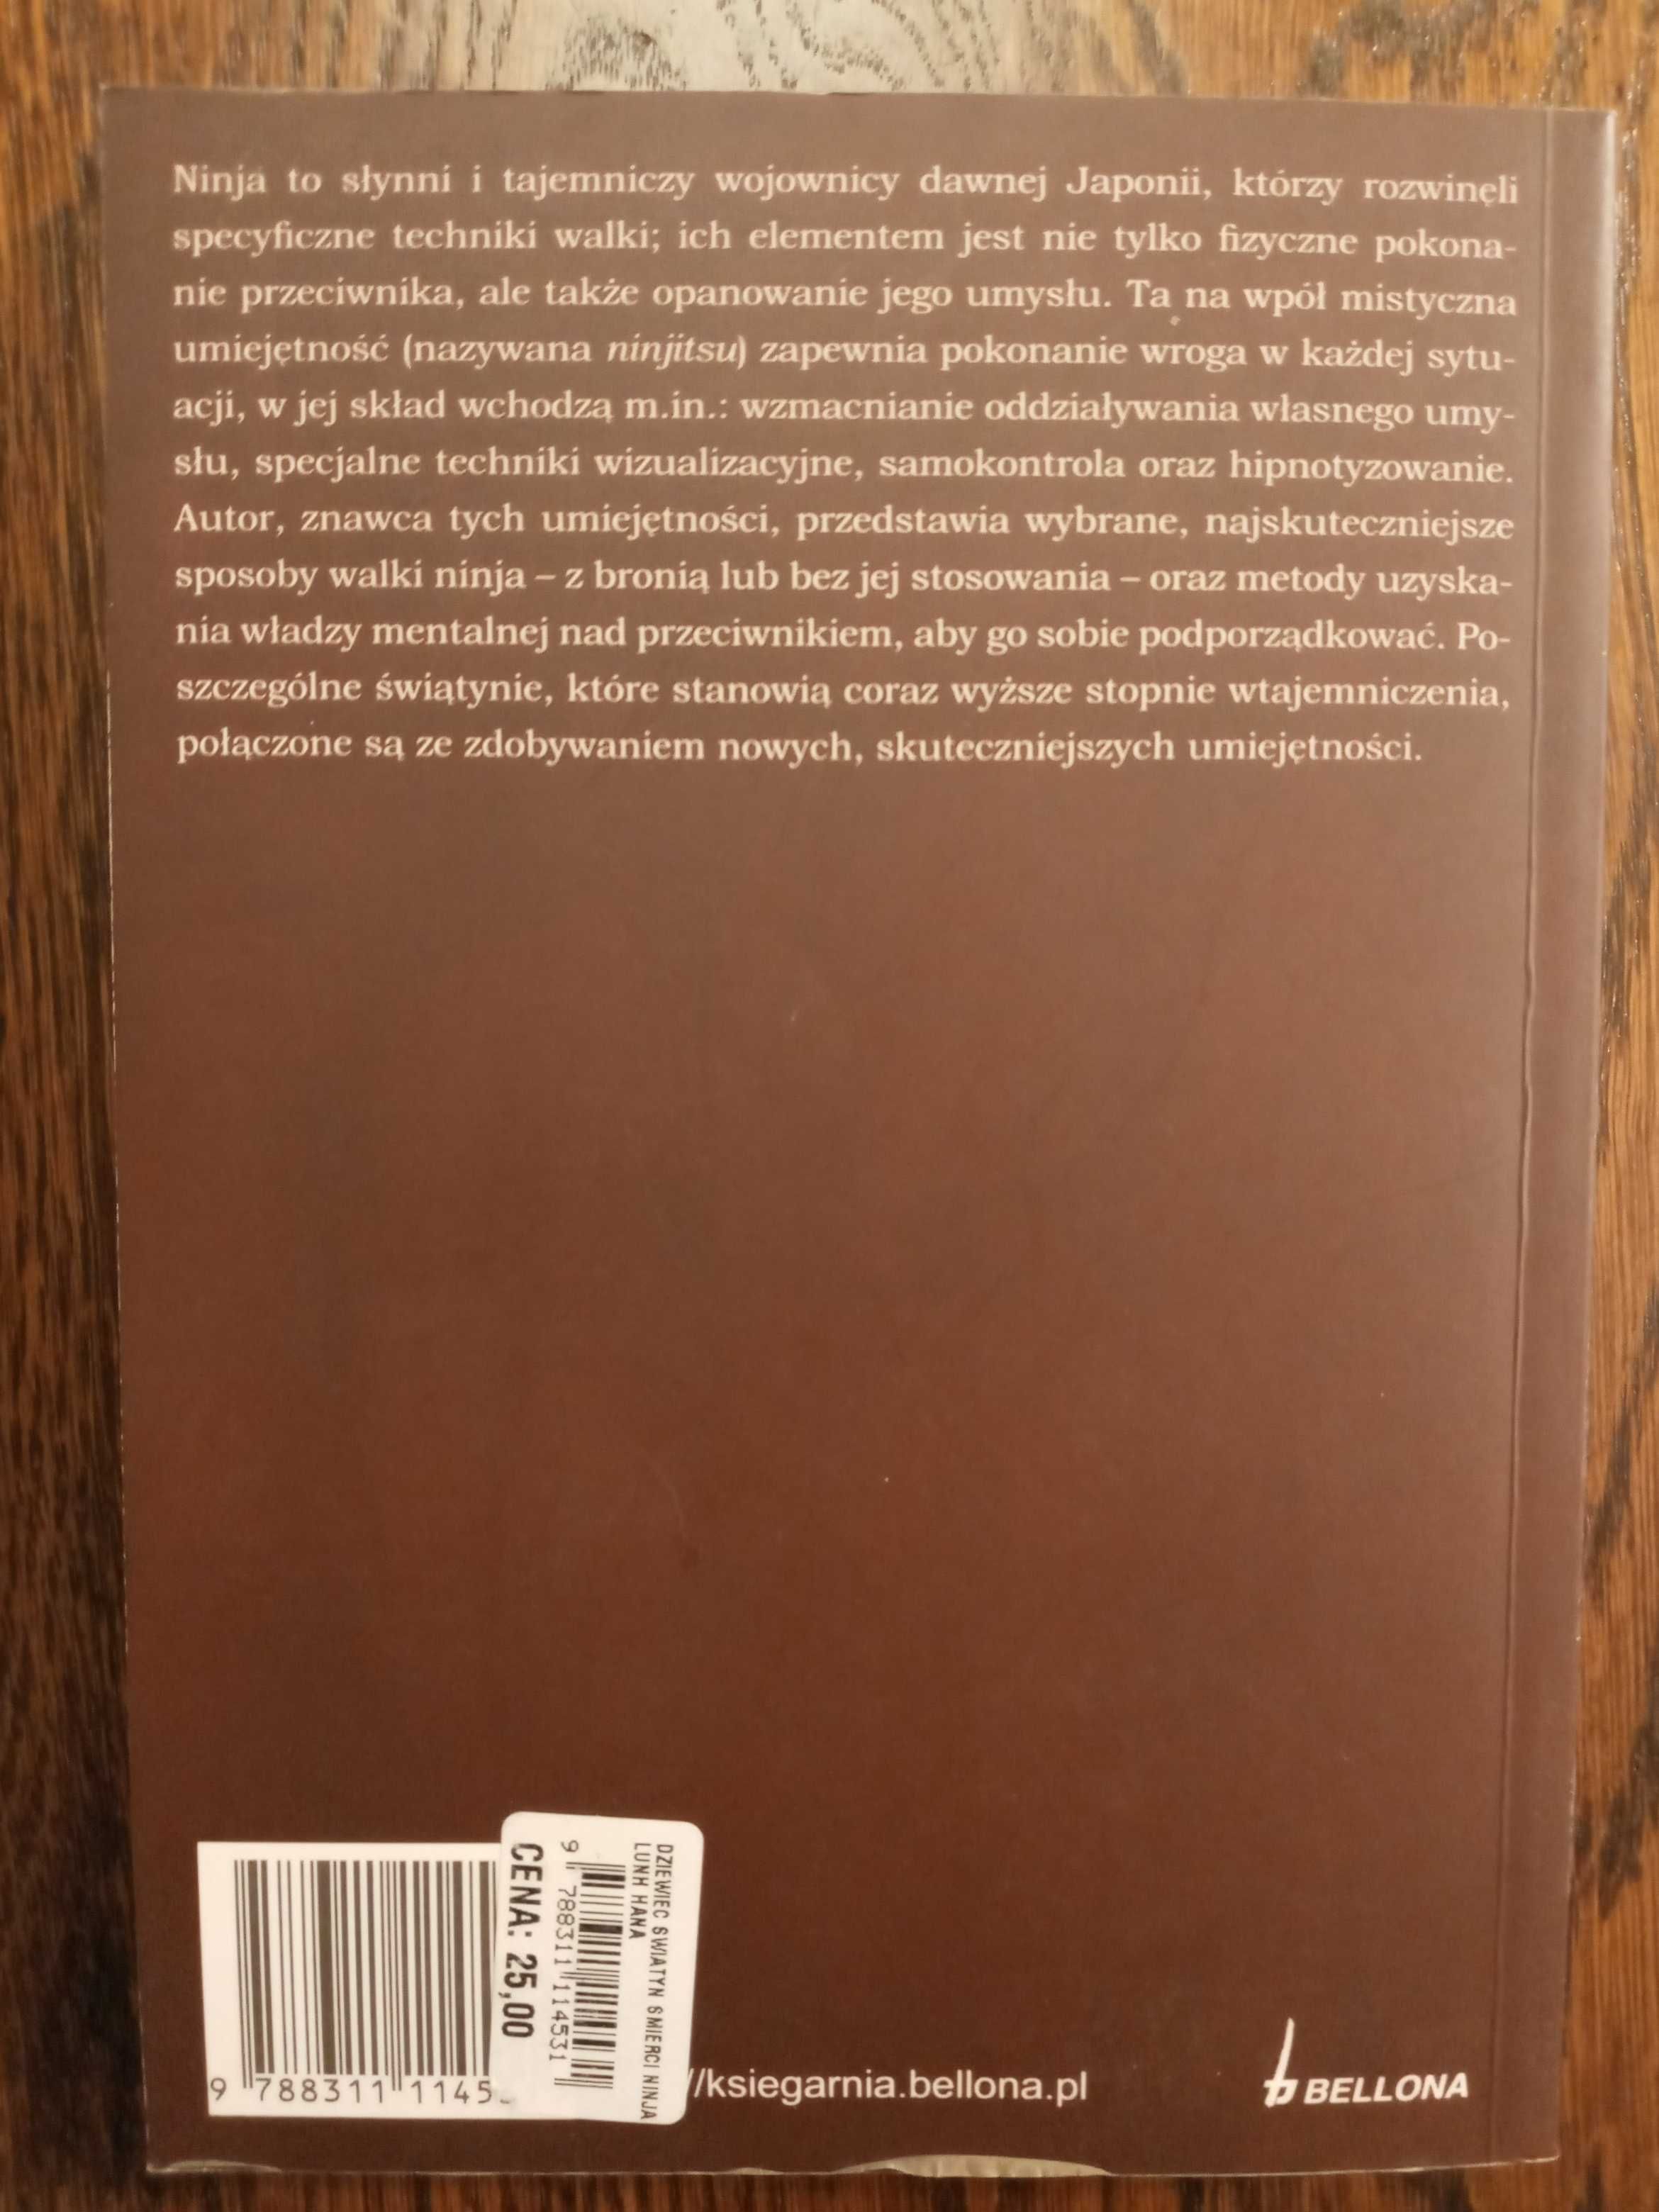 Ninja to słynni i tajemniczy wojownicy dawnej Japonii, którzy rozwinęli
specyficzne techniki walki; ich elementem jest nie tylko fizyczne pokona-
nie przeciwnika, ale także opanowanie jego umysłu. Ta na wpół mistyczna
umiejętność (nazywana ninjitsu) zapewnia pokonanie wroga w każdej sytu-
acji, w jej skład wchodzą m.in.: wzmacnianie oddziaływania własnego umy-
słu, specjalne techniki wizualizacyjne, samokontrola oraz hipnotyzowanie.
Autor, znawca tych umiejętności, przedstawia wybrane, najskuteczniejsze
sposoby walki ninja – z bronią lub bez jej stosowania – oraz metody uzyska-
nia władzy mentalnej nad przeciwnikiem, aby go sobie podporządkować. Po-
szczególne świątynie, które stanowią coraz wyższe stopnie wtajemniczenia,
połączone są ze zdobywaniem nowych, skuteczniejszych umiejętności.
DZIEWIEC SWIATYN SMIERCI NINJA
LUNH HANA
9 788311 114531
CENA: 25,00
9 788311 1145
//ksiegarnia.bellona.pl
BELLONA